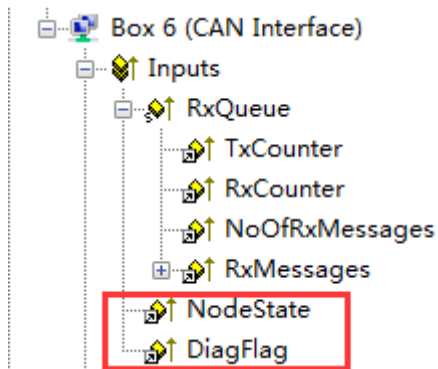 Box 6 (CAN Interface)
Inputs
RxQueue
TxCounter
RxCounter
NoOfRxMessages
RxMessages
NodeState
DiagFlag